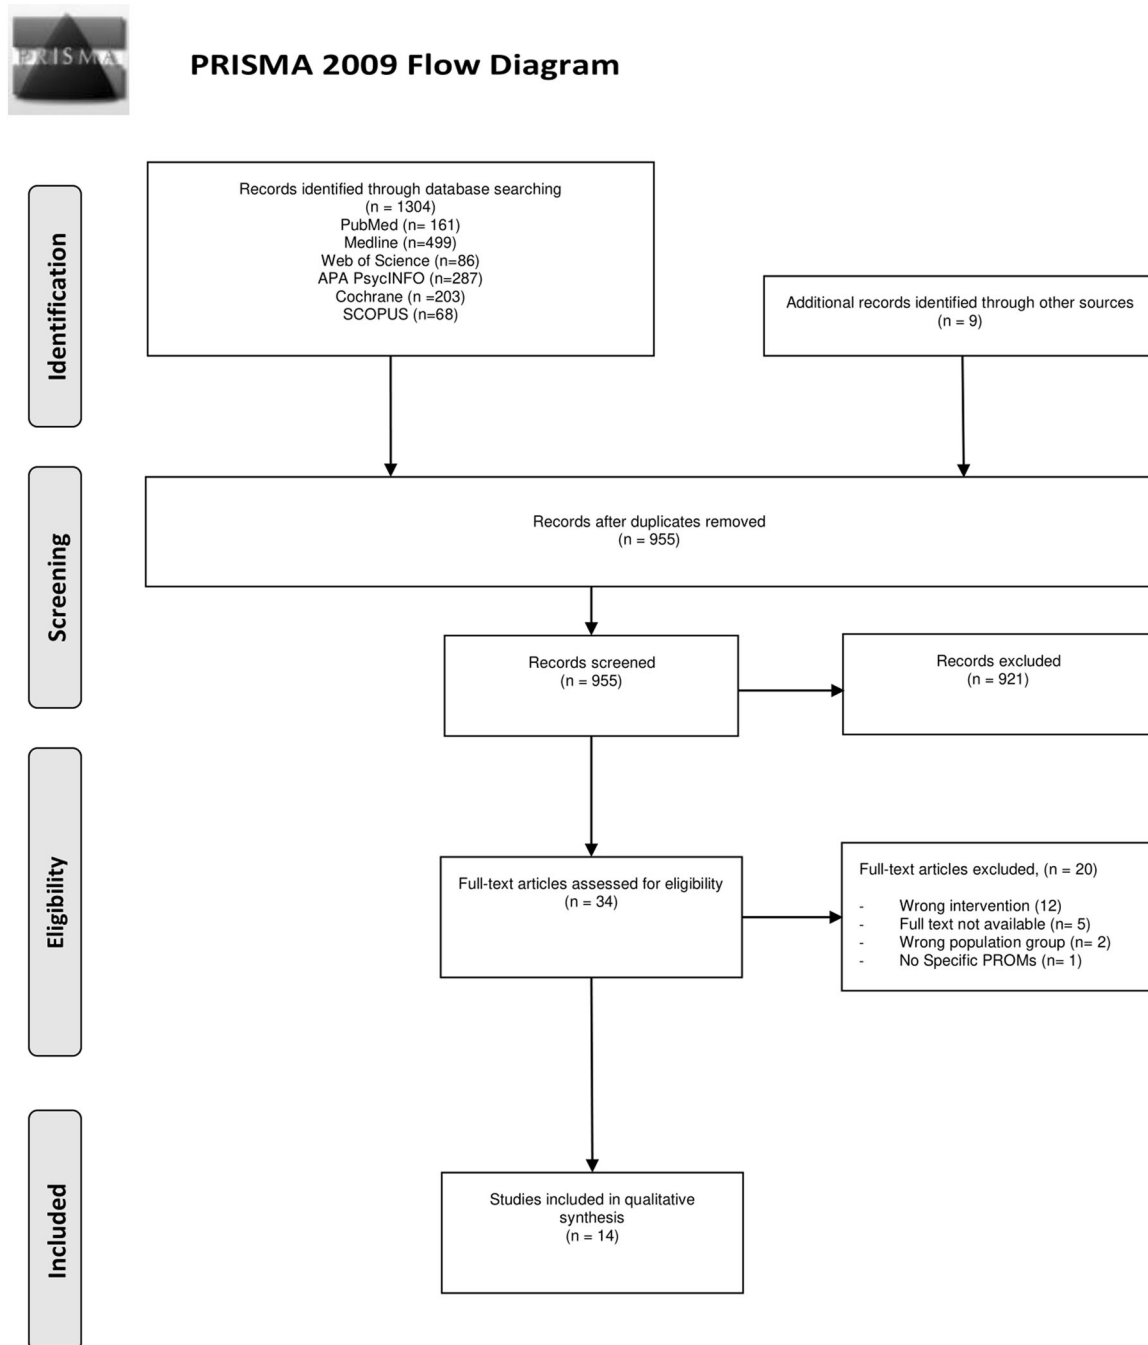 PRISMA
PRISMA 2009 Flow Diagram
Identification
Records identified through database searching
(n = 1304)
PubMed (n= 161)
Medline (n=499)
Web of Science (n=86)
APA PsycINFO (n=287)
Cochrane (n =203)
SCOPUS (n=68)
Additional records identified through other sources
(n = 9)
Screening
Records after duplicates removed
(n = 955)
Records screened
(n = 955)
Records excluded
(n = 921)
Eligibility
Full-text articles assessed for eligibility
(n = 34)
Full-text articles excluded, (n = 20)
- Wrong intervention (12)
- Full text not available (n= 5)
- Wrong population group (n= 2)
- No Specific PROMs (n= 1)
Included
Studies included in qualitative
synthesis
(n = 14)